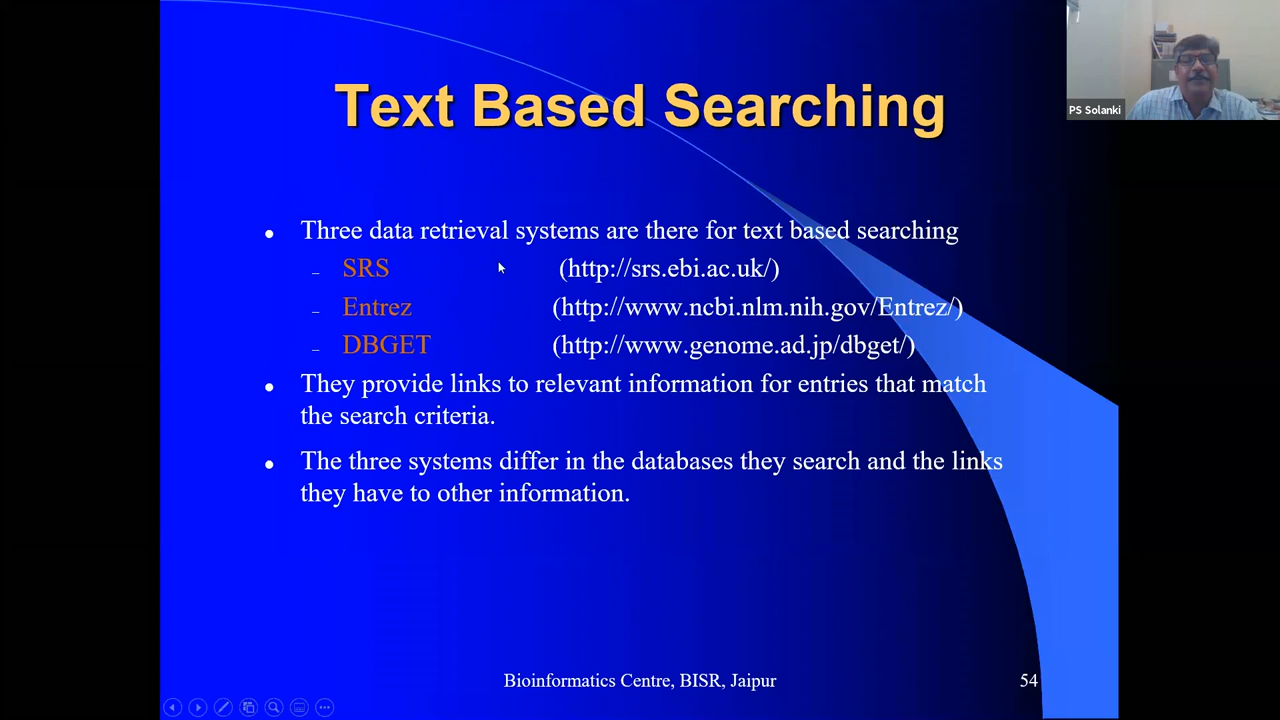 Text Based Searching
PS Solanki
● Three data retrieval systems are there for text based searching
– SRS (http://srs.ebi.ac.uk/)
– Entrez (http://www.ncbi.nlm.nih.gov/Entrez/)
– DBGET (http://www.genome.ad.jp/dbget/)
● They provide links to relevant information for entries that match
the search criteria.
● The three systems differ in the databases they search and the links
they have to other information.
Bioinformatics Centre, BISR, Jaipur 54